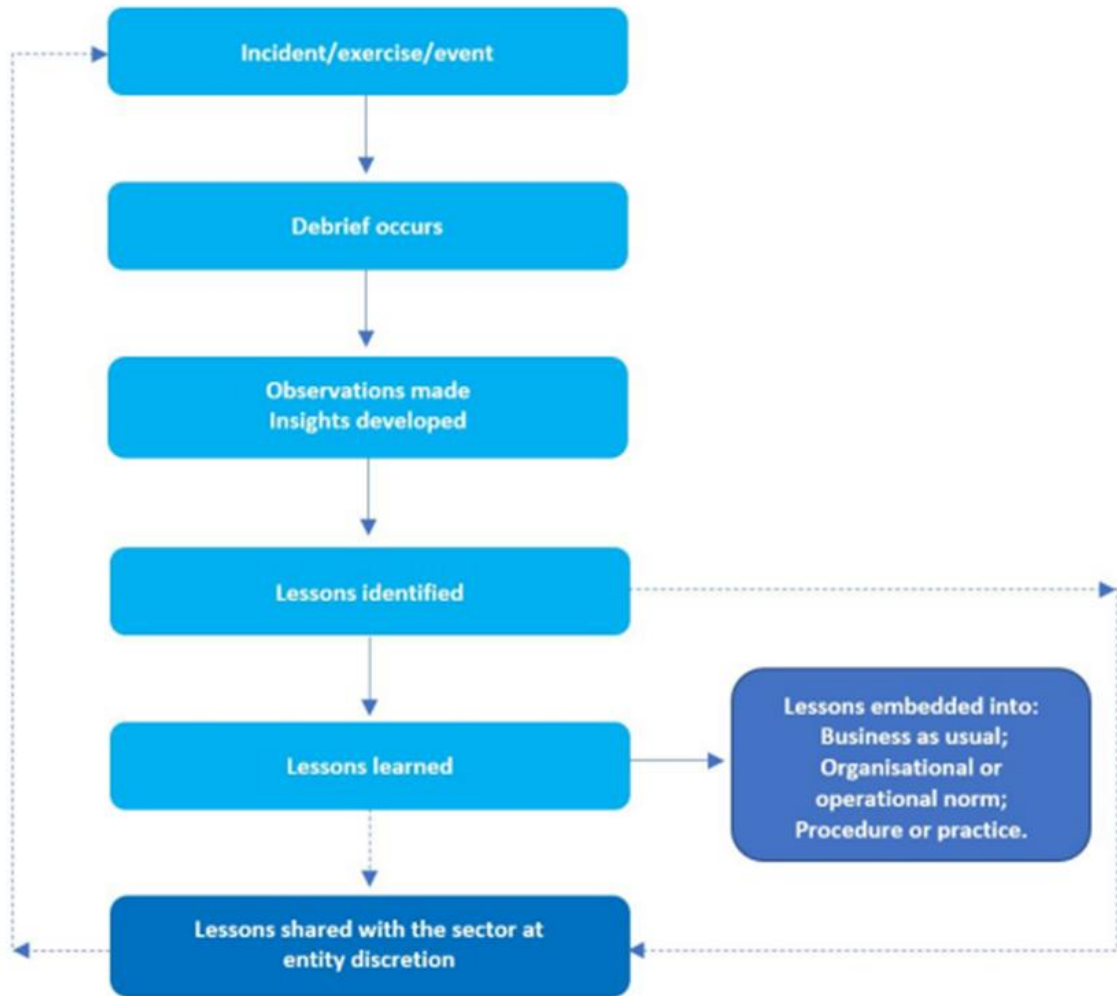 Incident/exercise/event
Debrief occurs
Observations made
Insights developed
Lessons identified
Lessons learned
Lessons embedded into:
Business as usual;
Organisational or
operational norm;
Procedure or practice.
Lessons shared with the sector at
entity discretion